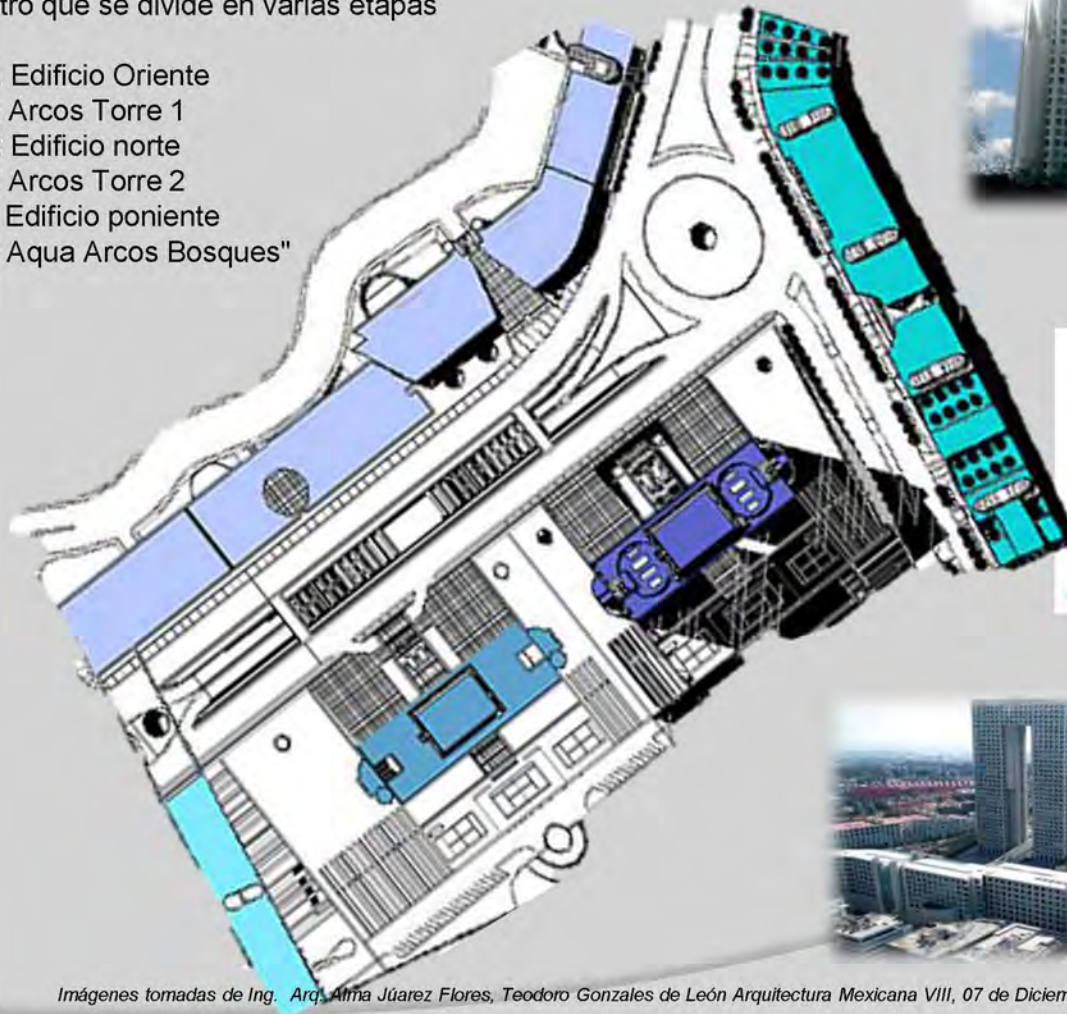 tro que se divide en varias etapas
Edificio Oriente
Arcos Torre 1
Edificio norte
Arcos Torre 2
Edificio poniente
Aqua Arcos Bosques"
Imágenes tomadas de Ing. Arq. Alma Júarez Flores, Teodoro Gonzales de León Arquitectura Mexicana VIII, 07 de Diciem